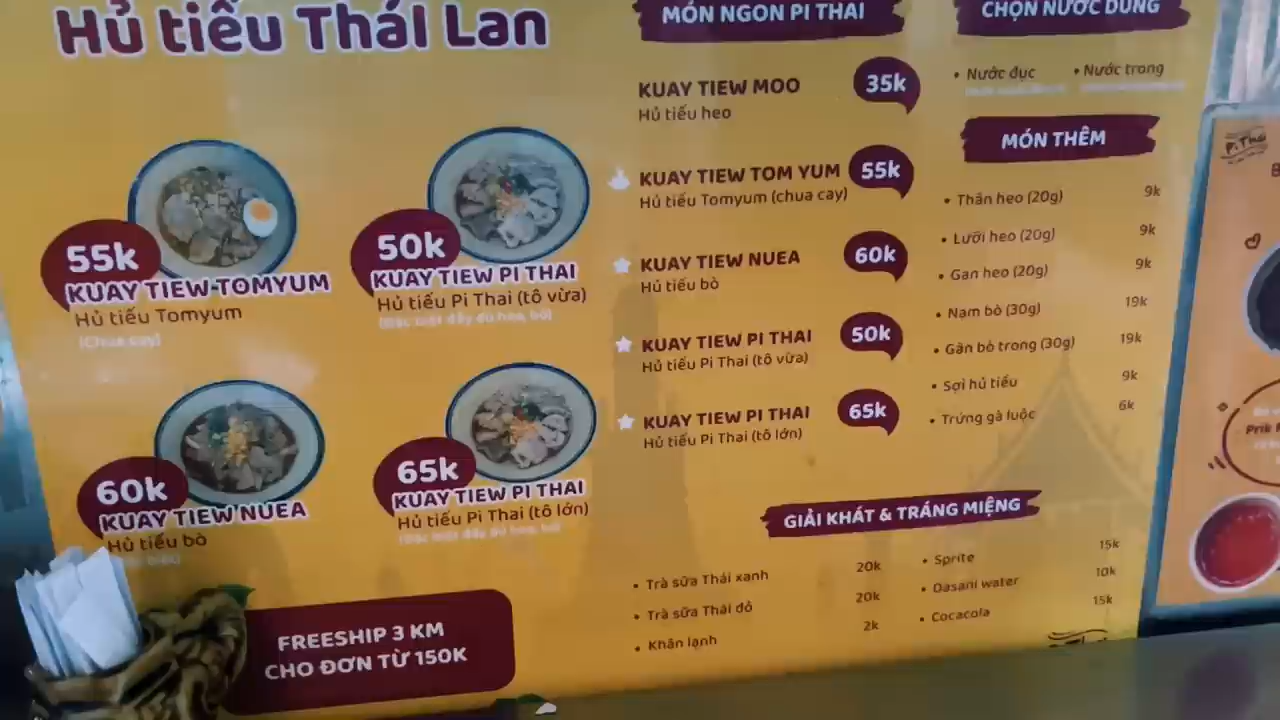 Hủ tiếu Thái Lan
55k
KUAY TIEW TOMYUM
Hủ tiếu Tomyum
(Chua cay)
50k
KUAY TIEW PI THAI
Hủ tiếu Pi Thai (tô vừa)
60k
KUAY TIEW NUEA
Hủ tiếu bò
65k
KUAY TIEW PI THAI
Hủ tiếu Pi Thai (tô lớn)
FREESHIP 3 KM
CHO ĐƠN TỪ 150K
MÓN NGON PI THAI
KUAY TIEW MOO 35k
Hủ tiếu heo
KUAY TIEW TOM YUM 55k
Hủ tiếu Tomyum (chua cay)
KUAY TIEW NUEA 60k
Hủ tiếu bò
KUAY TIEW PI THAI 50k
Hủ tiếu Pi Thai (tô vừa)
KUAY TIEW PI THAI 65k
Hủ tiếu Pi Thai (tô lớn)
CHỌN NƯỚC DÙNG
• Nước đục • Nước trong
MÓN THÊM
• Thăn heo (20g) 9k
• Lưỡi heo (20g) 9k
• Gan heo (20g) 9k
• Nạm bò (30g) 19k
• Gân bò trong (30g) 19k
• Sợi hủ tiếu 9k
• Trứng gà luộc 6k
GIẢI KHÁT & TRÁNG MIỆNG
• Trà sữa Thái xanh 20k
• Trà sữa Thái đỏ 20k
• Khăn lạnh 2k
• Sprite 15k
• Dasani water 10k
• Cocacola 15k
Pi Thai
Prik